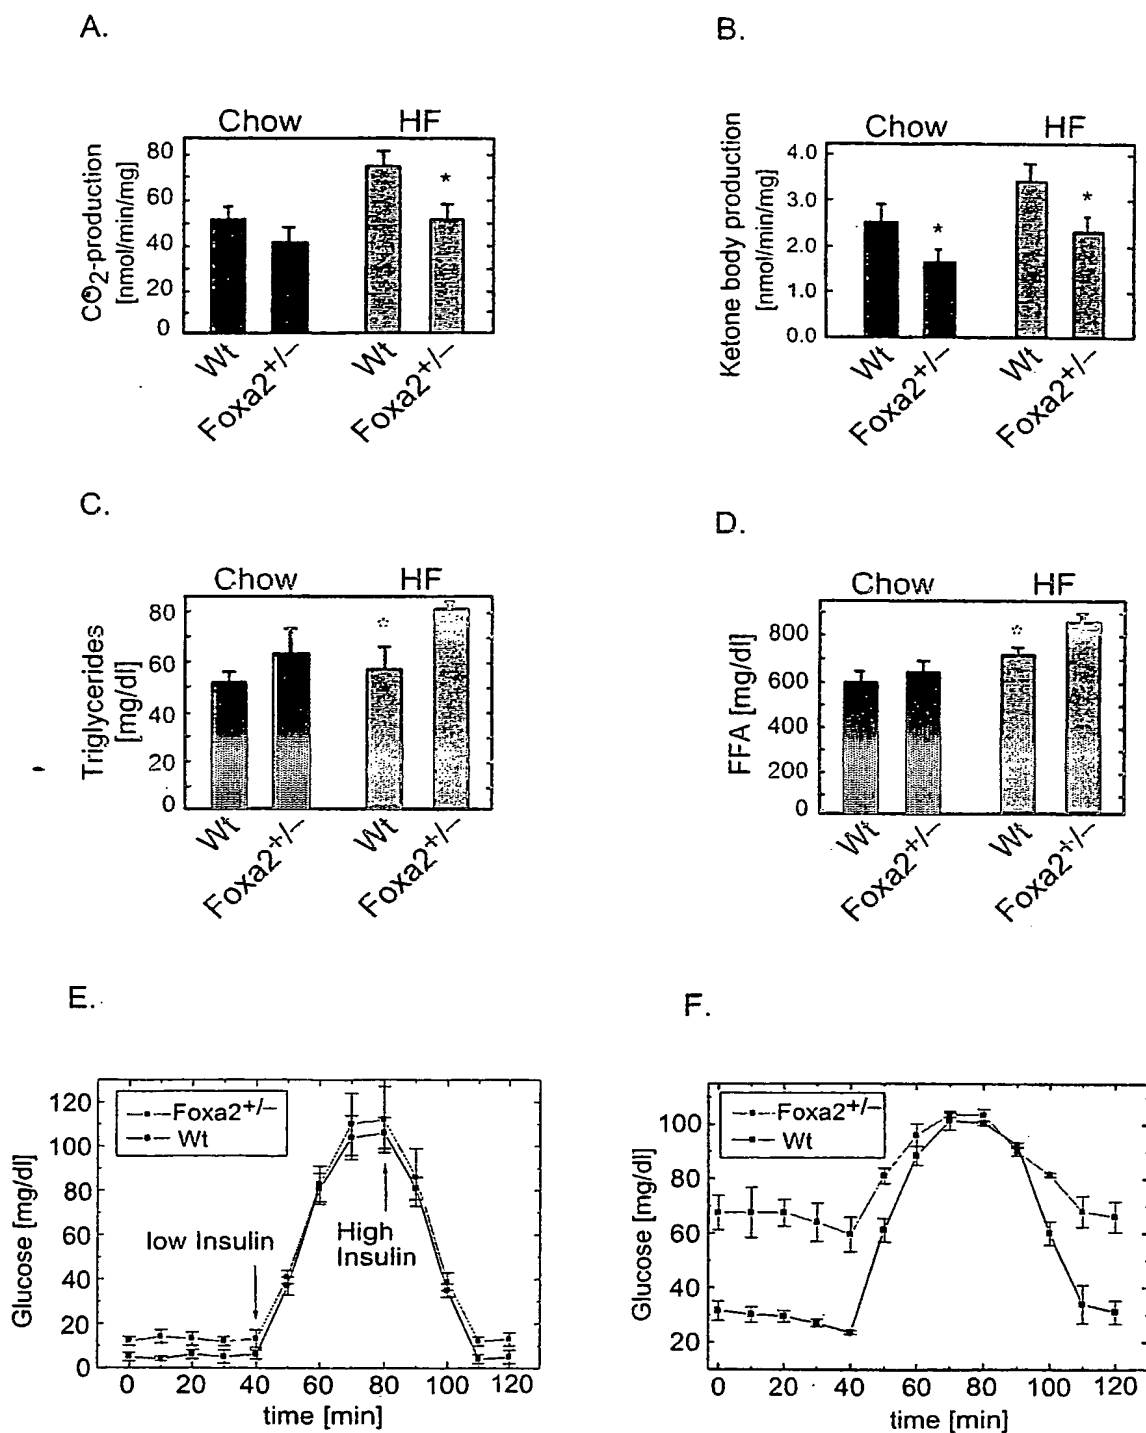 A.
Chow HF
CO2-production
[nmol/min/mg]
80
60
40
20
0
*
Wt
Foxa2+/–
Wt
Foxa2+/–
B.
Chow HF
Ketone body production
[nmol/min/mg]
4.0
3.0
2.0
1.0
0.0
*
*
Wt
Foxa2+/–
Wt
Foxa2+/–
C.
Chow HF
Triglycerides
[mg/dl]
80
60
40
20
0
Wt
Foxa2+/–
Wt
Foxa2+/–
D.
Chow HF
FFA [mg/dl]
800
600
400
200
0
Wt
Foxa2+/–
Wt
Foxa2+/–
E.
Foxa2+/–
Wt
low Insulin
High
Insulin
Glucose [mg/dl]
120
100
80
60
40
20
0
0 20 40 60 80 100 120
time [min]
F.
Foxa2+/–
Wt
Glucose [mg/dl]
100
80
60
40
20
0 20 40 60 80 100 120
time [min]